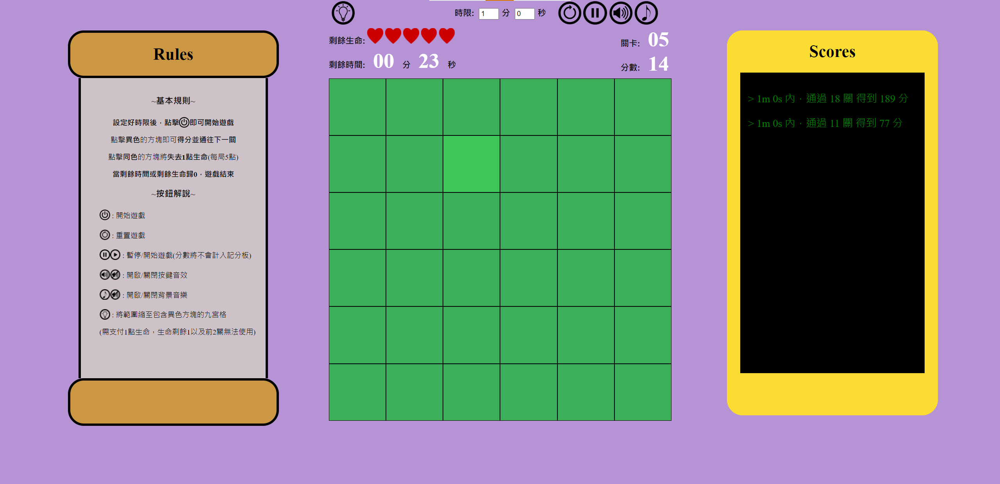 時限: 1 分 0 秒
剩餘生命:
關卡: 05
剩餘時間: 00 分 23 秒
分數: 14
Rules
~基本規則~
設定好時限後，點擊即可開始遊戲
點擊異色的方塊即可得分並通往下一關
點擊同色的方塊將失去1點生命(每局5點)
當剩餘時間或剩餘生命歸0，遊戲結束
~按鈕解說~
: 開始遊戲
: 重置遊戲
: 暫停/開始遊戲(分數將不會計入記分板)
: 開啟/關閉按鍵音效
: 開啟/關閉背景音樂
: 將範圍縮至包含異色方塊的九宮格
(需支付1點生命，生命剩餘1以及前2關無法使用)
Scores
> 1m 0s 內，通過 18 關 得到 189 分
> 1m 0s 內，通過 11 關 得到 77 分